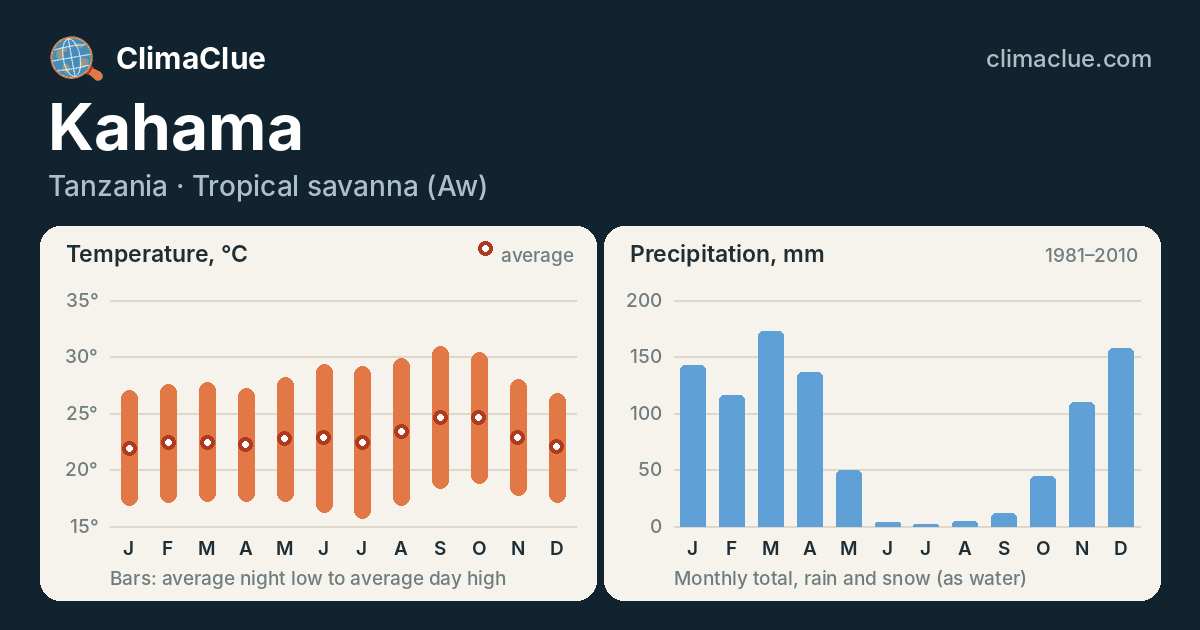 ClimaClue
climaclue.com
Kahama
Tanzania · Tropical savanna (Aw)
Temperature, °C
average
35°
30°
25°
20°
15°
J F M A M J J A S O N D
Bars: average night low to average day high
Precipitation, mm
1981–2010
200
150
100
50
0
J F M A M J J A S O N D
Monthly total, rain and snow (as water)